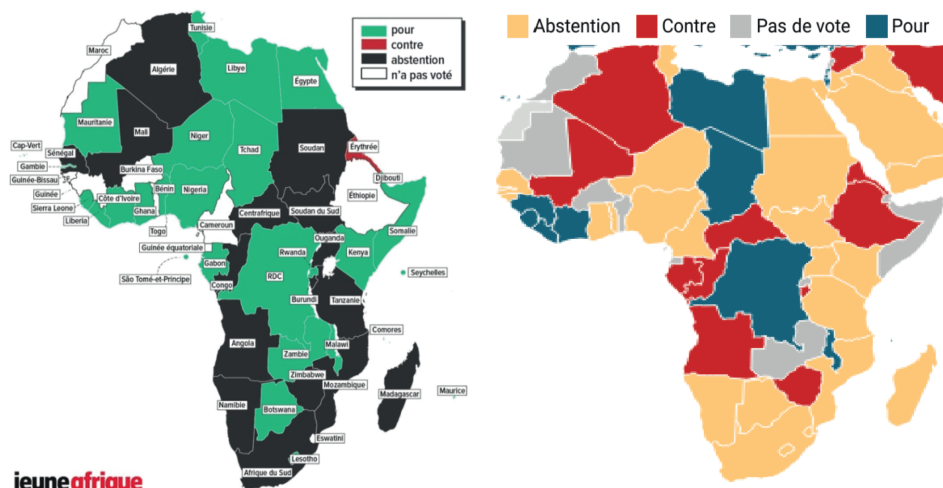 pour
contre
abstention
n'a pas voté
Tunisie
Maroc
Algérie
Libye
Égypte
Mauritanie
Mali
Niger
Tchad
Soudan
Érythrée
Cap-Vert
Sénégal
Gambie
Guinée-Bissau
Guinée
Sierra Leone
Liberia
Burkina Faso
Côte d'Ivoire
Ghana
Togo
Bénin
Nigeria
Djibouti
Éthiopie
Centrafrique
Soudan du Sud
Cameroun
Somalie
Guinée équatoriale
Ouganda
Kenya
Rwanda
Gabon
São Tomé-et-Principe
Congo
RDC
Seychelles
Burundi
Tanzanie
Comores
Angola
Malawi
Zambie
Zimbabwe
Mozambique
Madagascar
Maurice
Namibie
Botswana
Eswatini
Lesotho
Afrique du Sud
jeuneafrique
Abstention Contre Pas de vote Pour